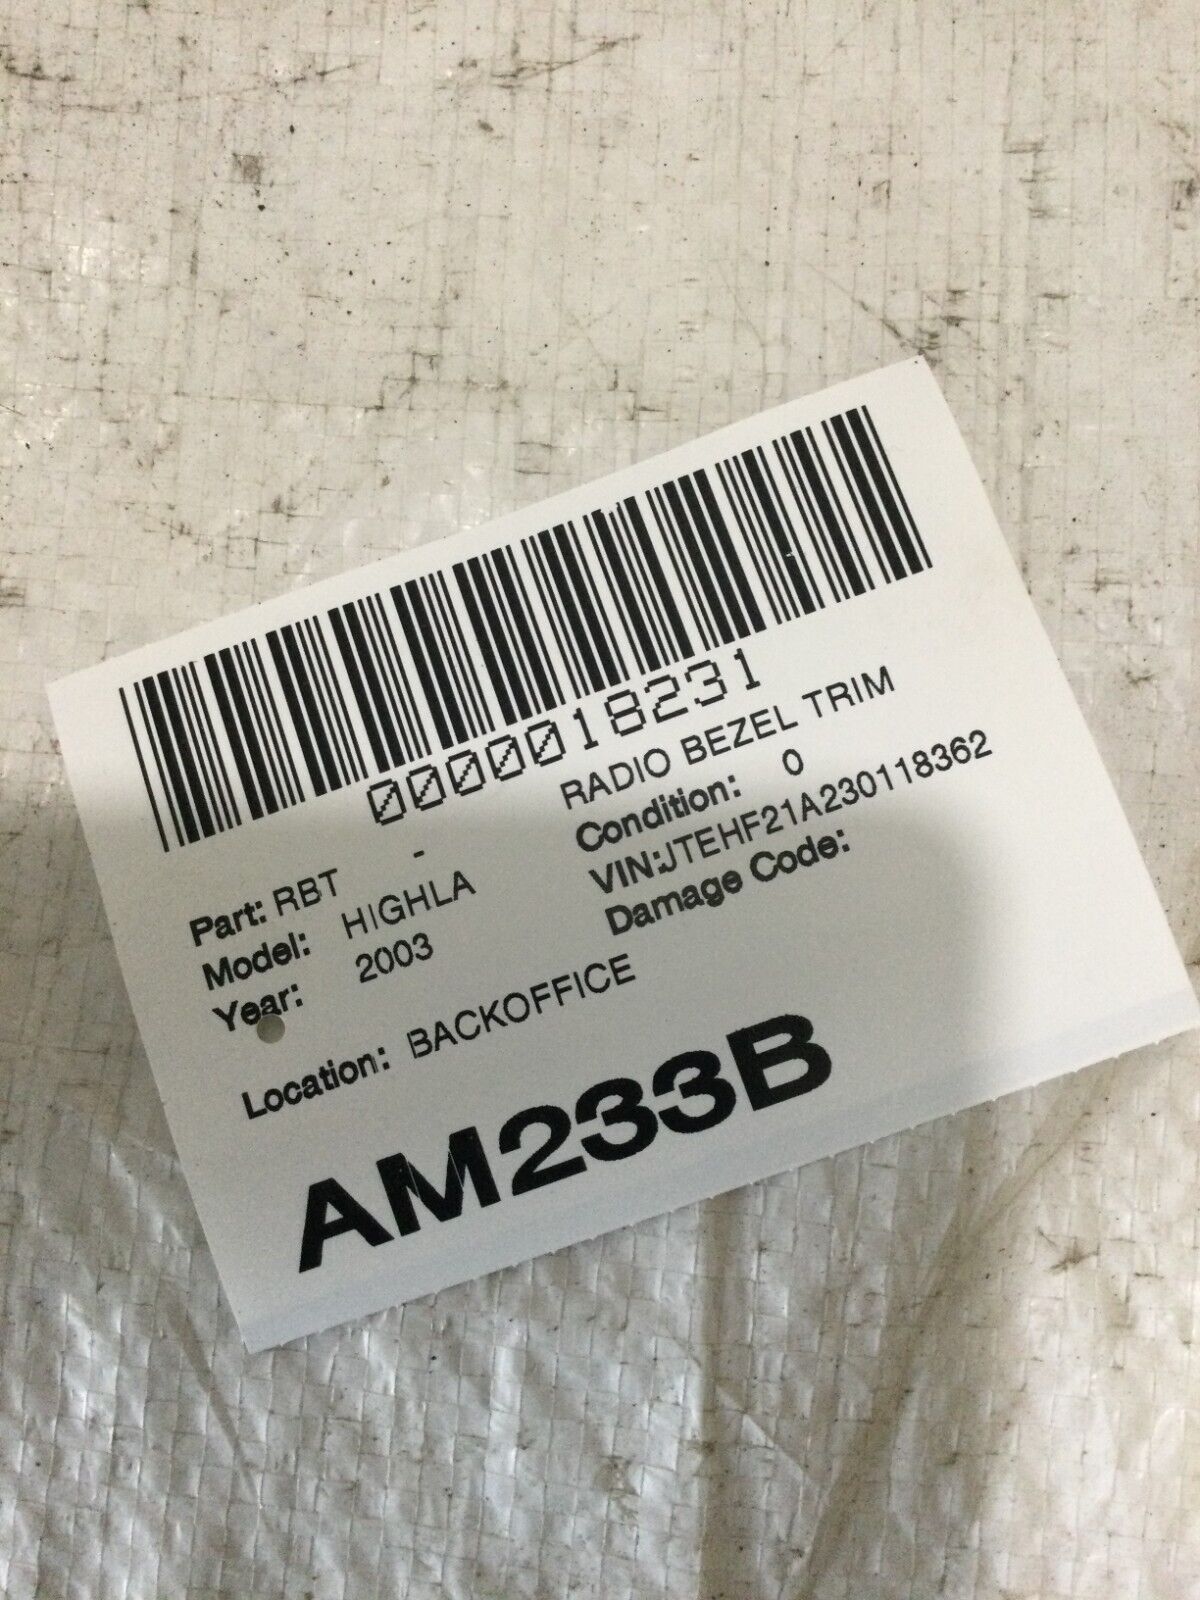 0000018231
Part: RBT - RADIO BEZEL TRIM
Model: HIGHLA Condition: 0
Year: 2003 VIN:JTEHF21A230118362
Damage Code:
Location: BACKOFFICE
AM233B